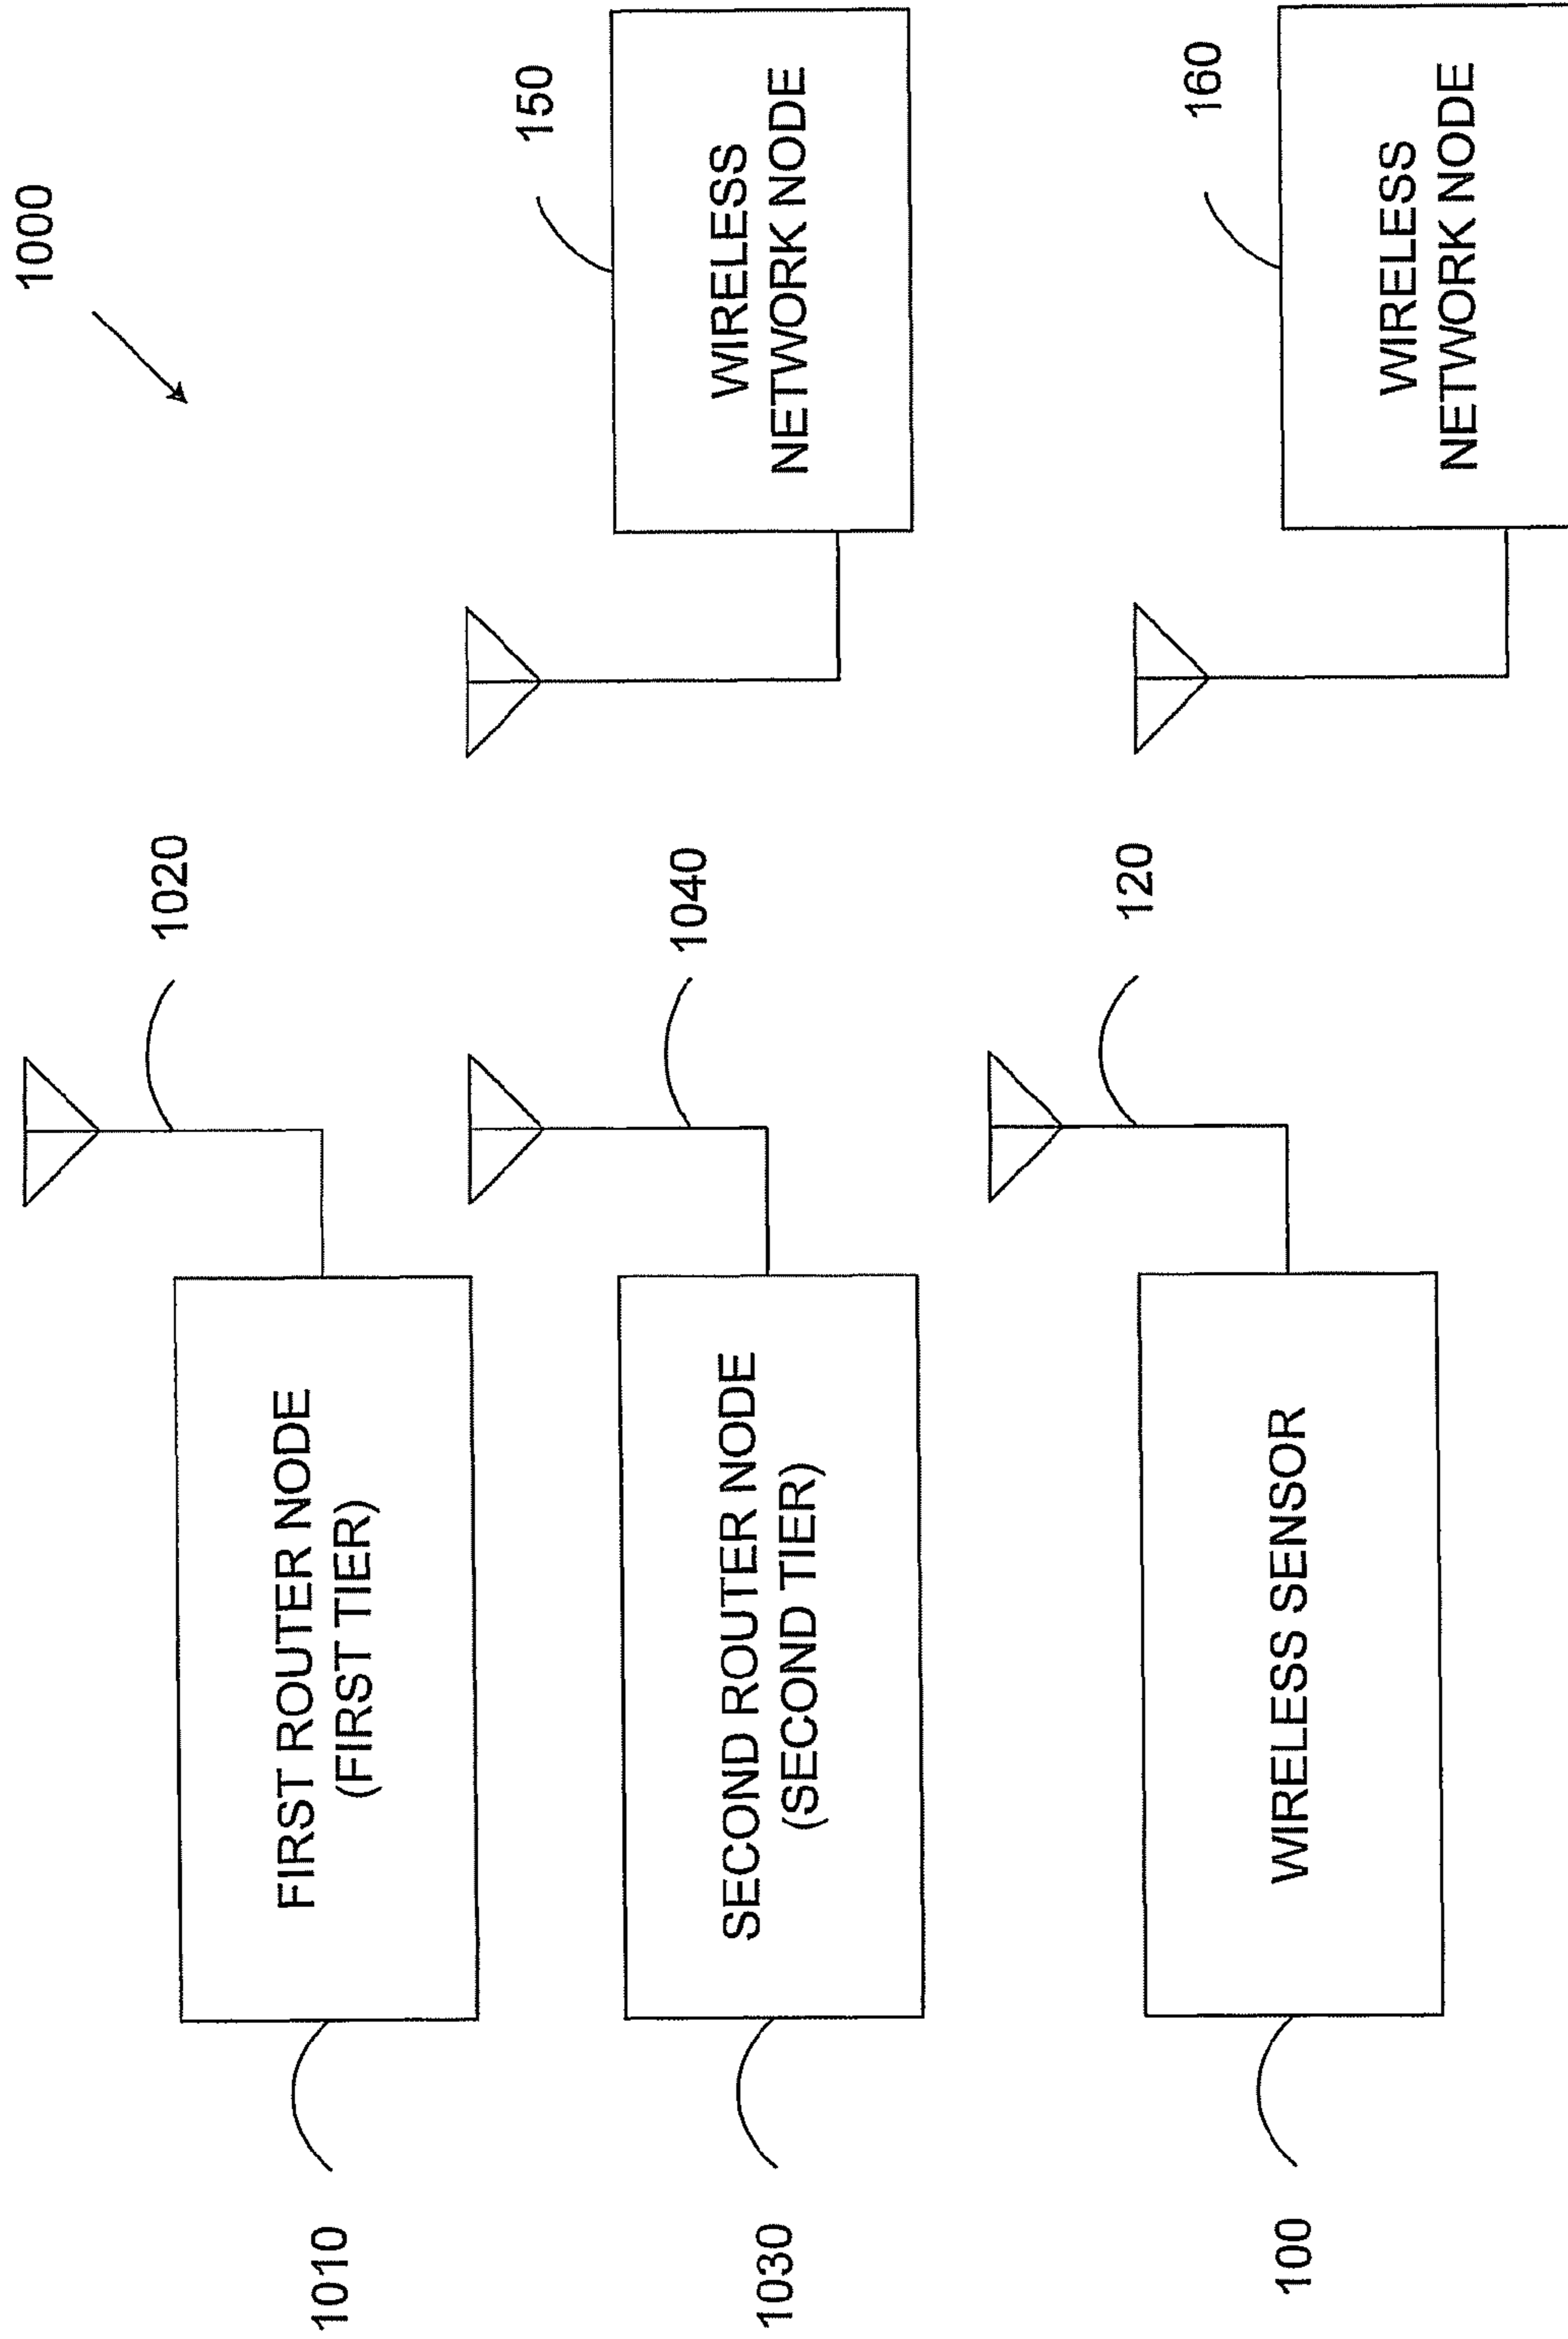 1000
1020
FIRST ROUTER NODE
(FIRST TIER)
1010
150
WIRELESS
NETWORK NODE
1040
SECOND ROUTER NODE
(SECOND TIER)
1030
160
WIRELESS
NETWORK NODE
120
WIRELESS SENSOR
100